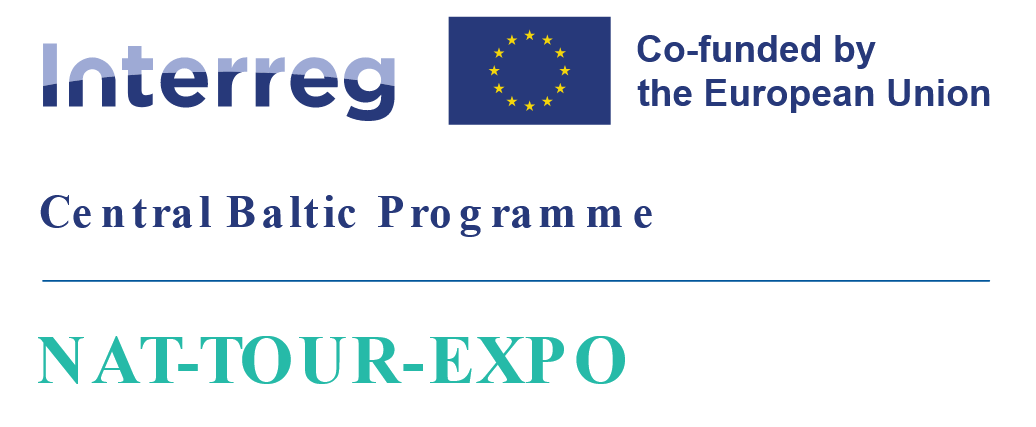 Interreg
Co-funded by
the European Union
Central Baltic Programme
NAT-TOUR-EXPO